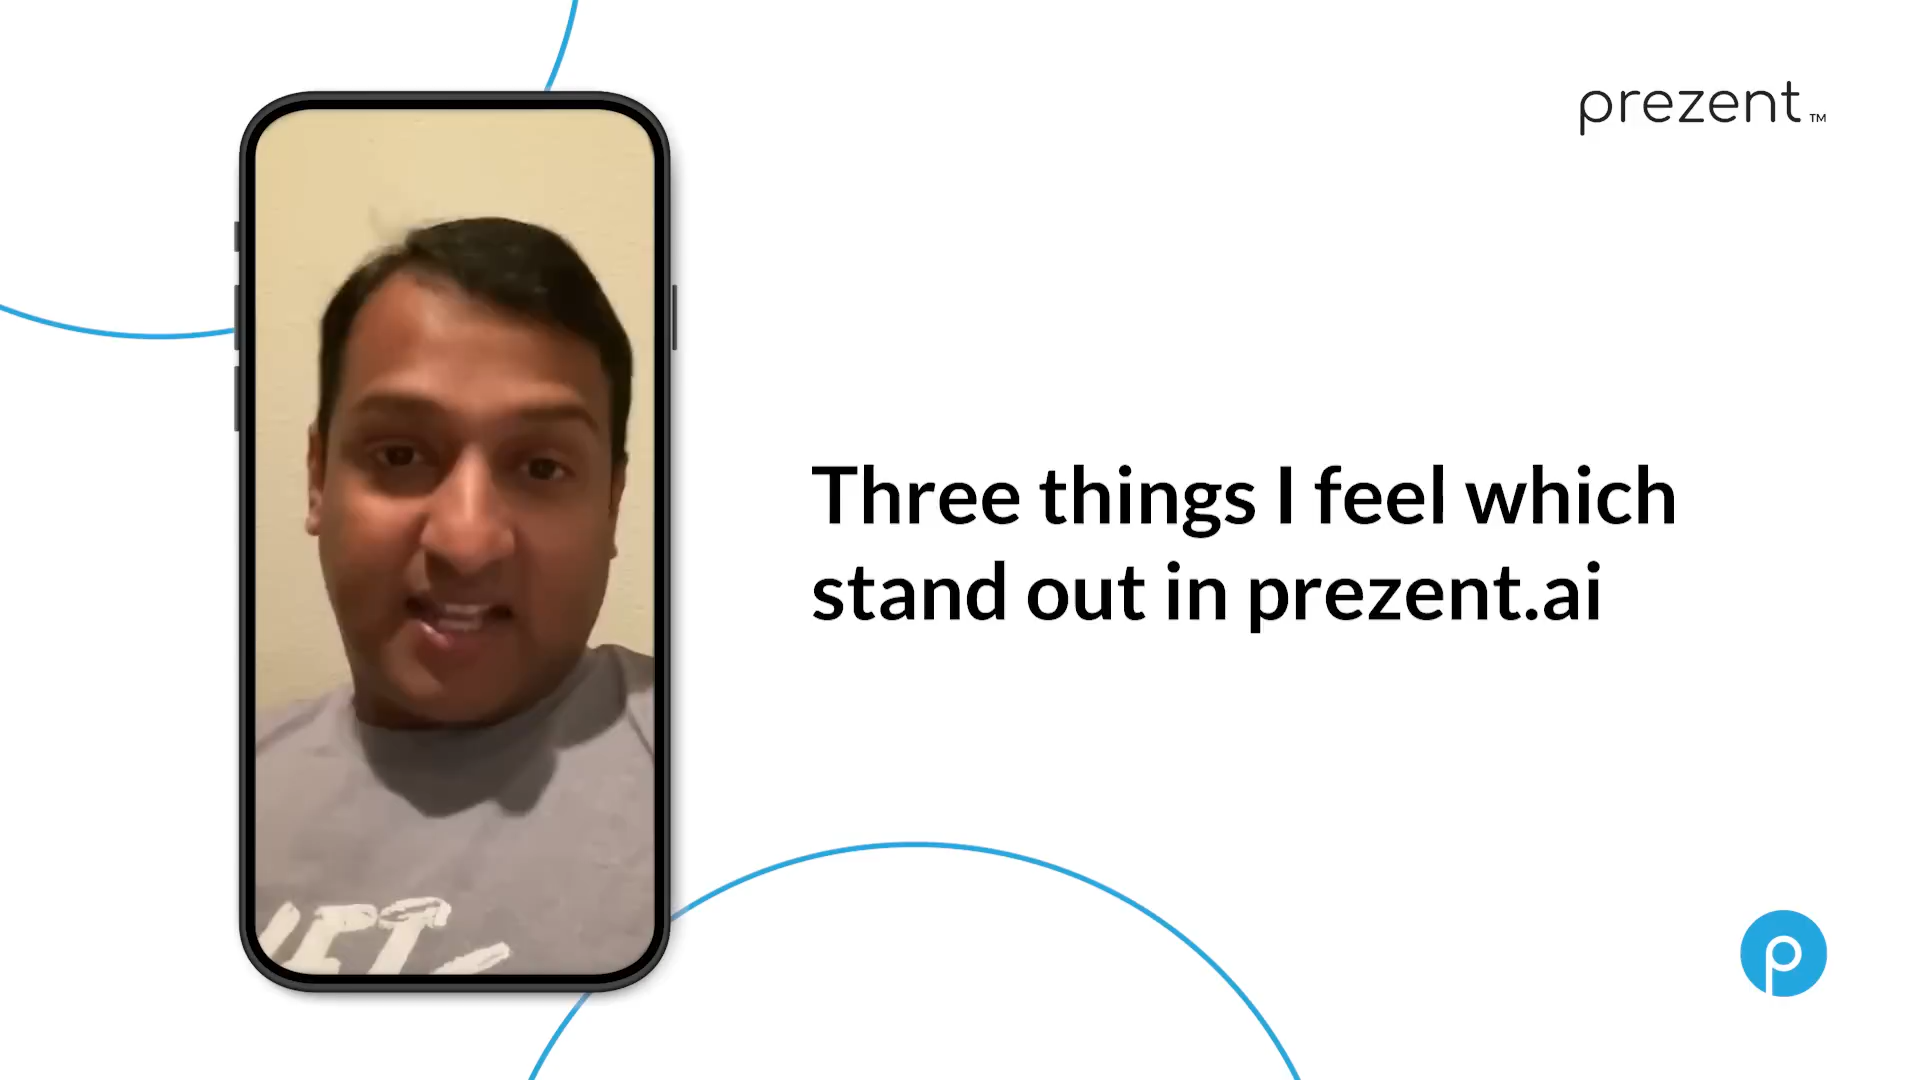 prezent™
Three things I feel which
stand out in prezent.ai